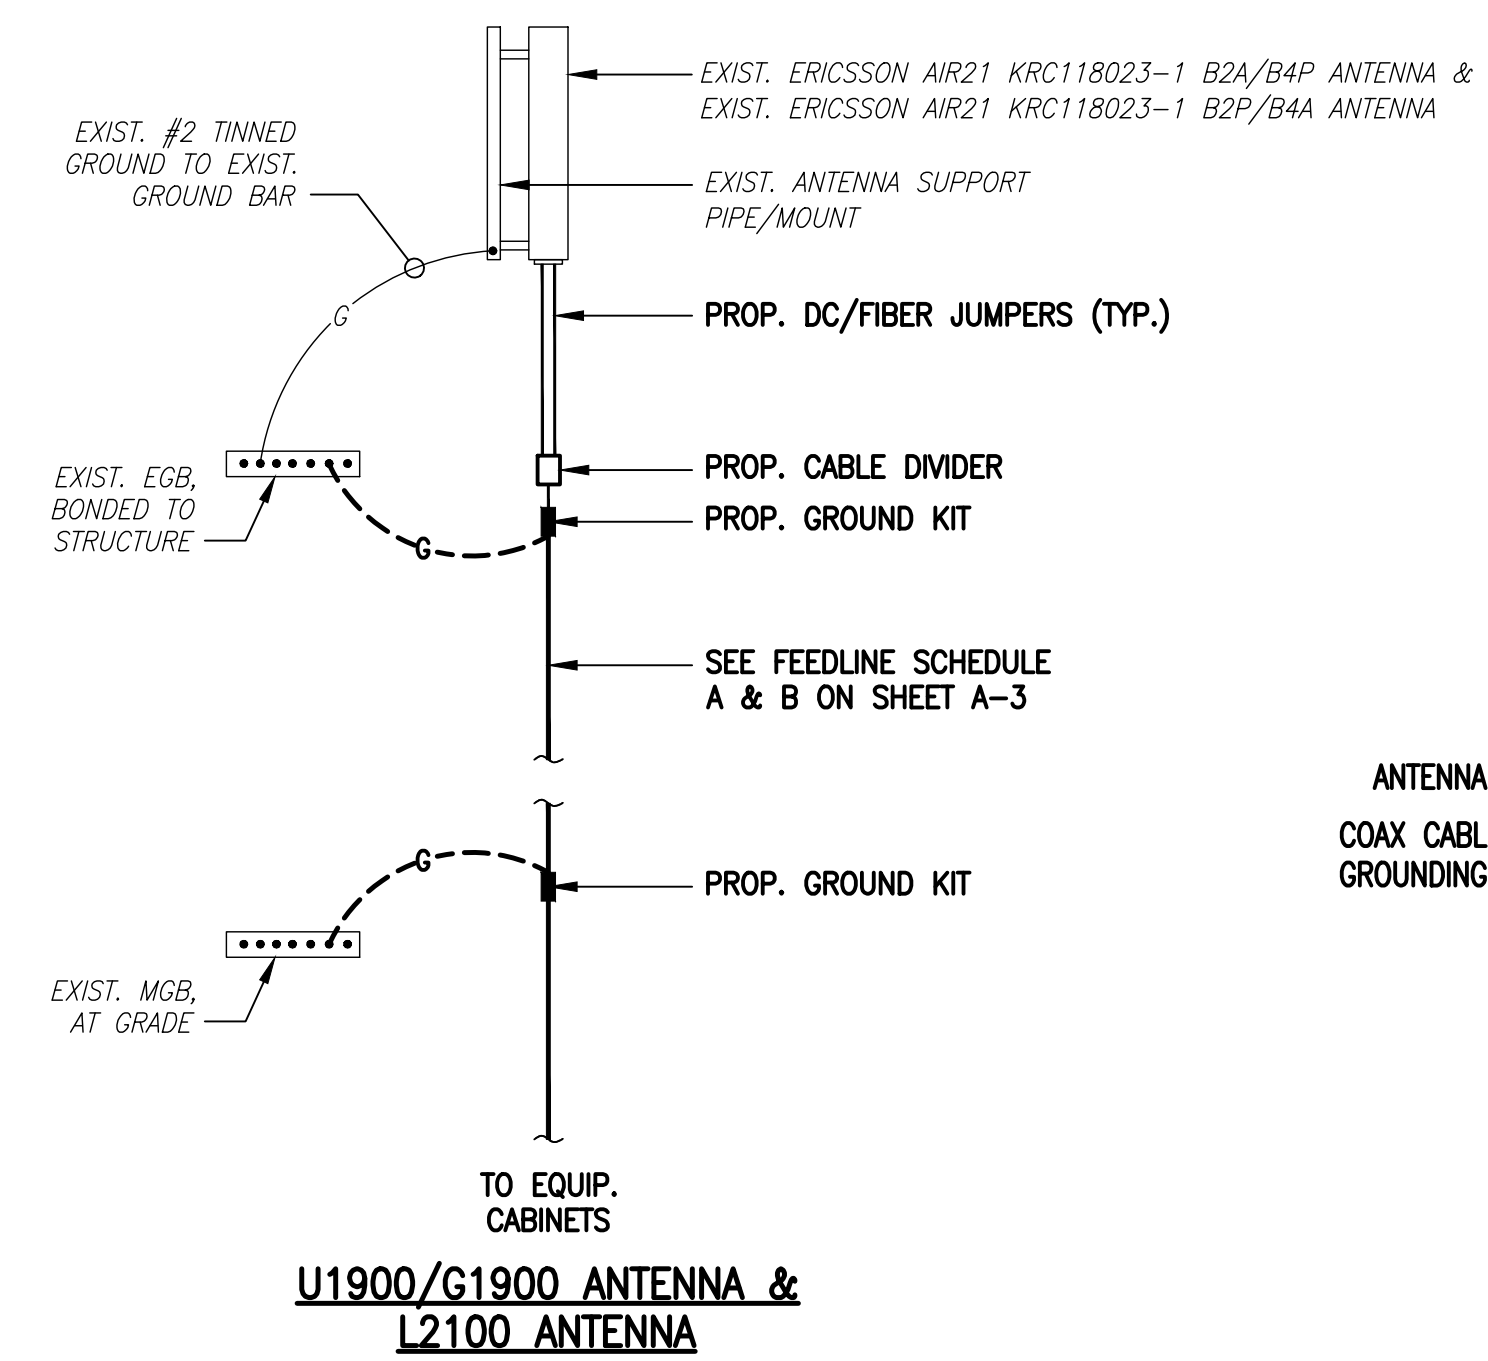 EXIST. ERICSSON AIR21 KRC118023-1 B2A/B4P ANTENNA &
EXIST. ERICSSON AIR21 KRC118023-1 B2P/B4A ANTENNA
EXIST. #2 TINNED
GROUND TO EXIST.
GROUND BAR
EXIST. ANTENNA SUPPORT
PIPE/MOUNT
G
PROP. DC/FIBER JUMPERS (TYP.)
EXIST. EGB,
BONDED TO
STRUCTURE
PROP. CABLE DIVIDER
PROP. GROUND KIT
G
SEE FEEDLINE SCHEDULE
A & B ON SHEET A-3
ANTENNA
COAX CABL
GROUNDING
G
PROP. GROUND KIT
EXIST. MGB,
AT GRADE
TO EQUIP.
CABINETS
U1900/G1900 ANTENNA &
L2100 ANTENNA